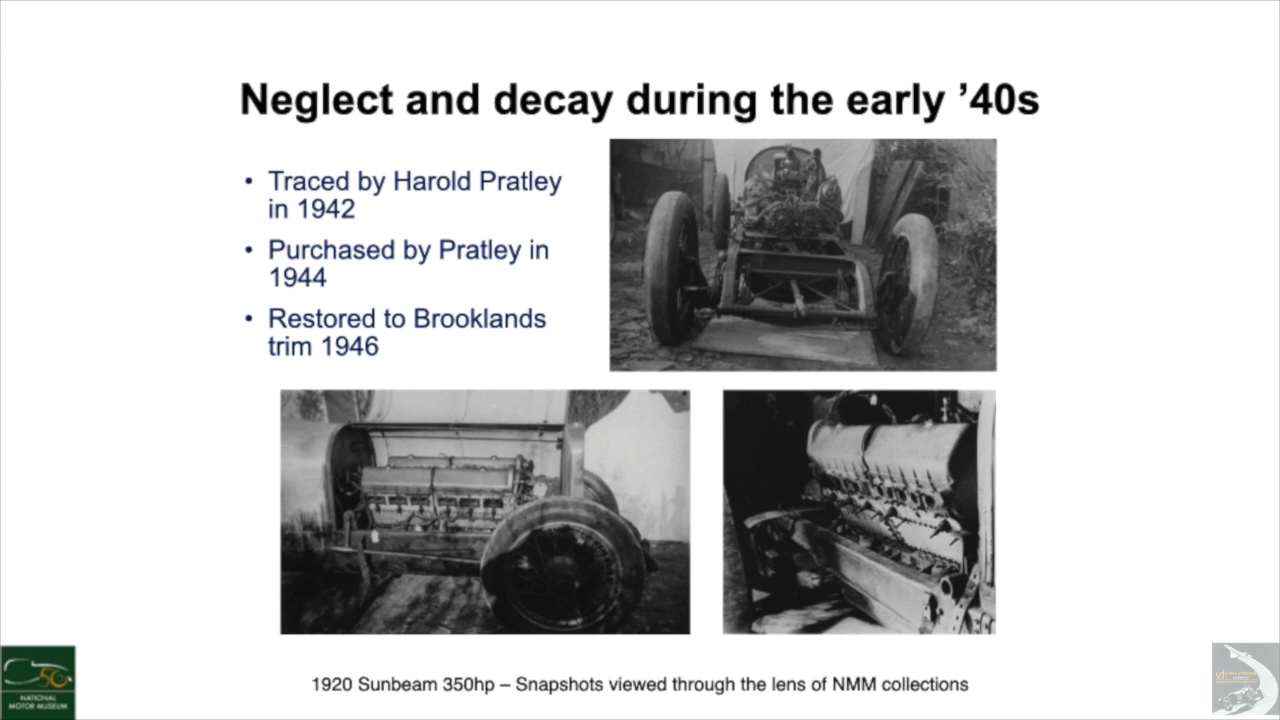 Neglect and decay during the early ’40s
• Traced by Harold Pratley
in 1942
• Purchased by Pratley in
1944
• Restored to Brooklands
trim 1946
50
NATIONAL
MOTOR MUSEUM
1920 Sunbeam 350hp – Snapshots viewed through the lens of NMM collections